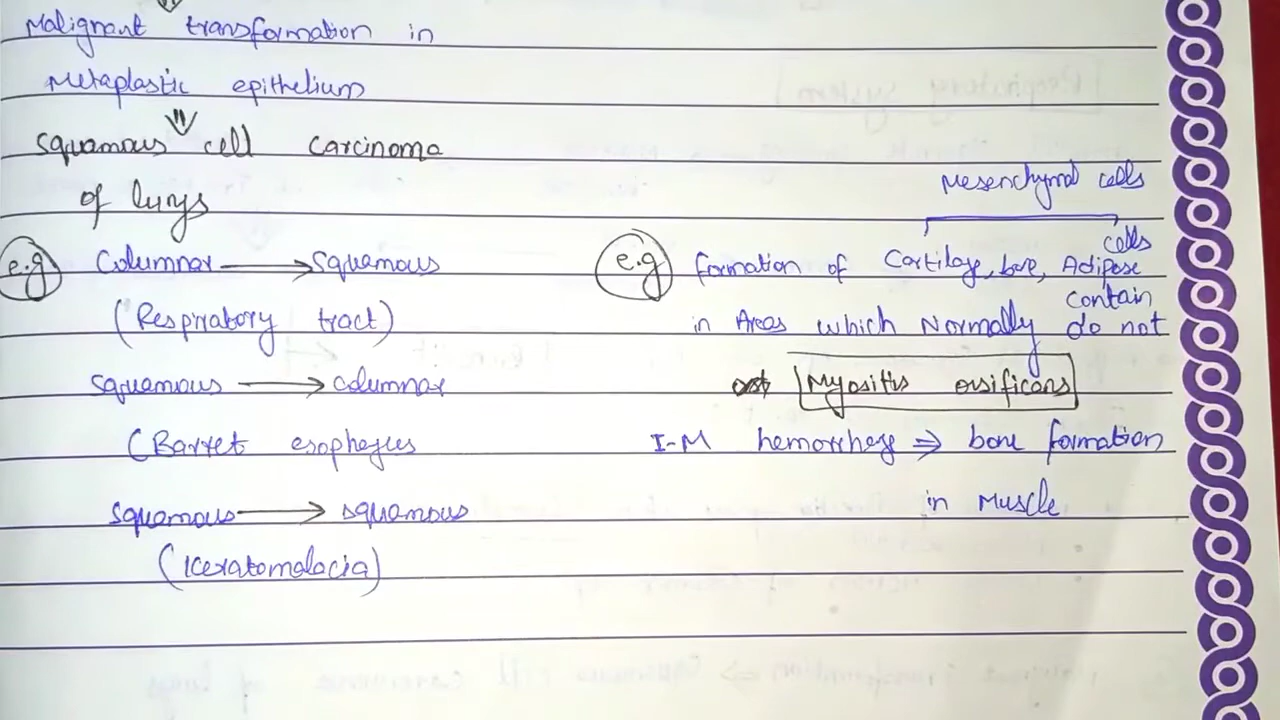 Malignant transformation in
Metaplastic epithelium
squamous cell carcinoma
of lungs
e.g Columnar → squamous
(Respiratory tract)
squamous → columnar
(Barret esophagus
squamous → squamous
(Keratomalacia)
Mesenchymal cells
e.g formation of Cartilage, bone, Adipose cells
in Areas which Normally do not contain
Myositis ossificans
I-M hemorrhage ⇒ bone formation
in Muscle